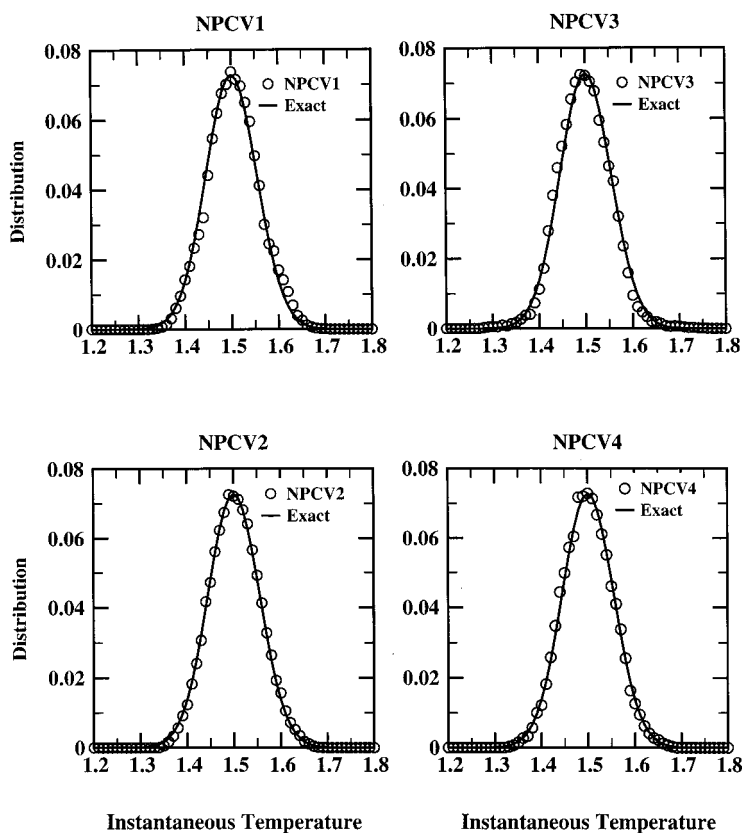 NPCV1
NPCV3
0.08
0.06
0.04
0.02
0
Distribution
NPCV1
Exact
1.2 1.3 1.4 1.5 1.6 1.7 1.8
0.08
0.06
0.04
0.02
0
NPCV3
Exact
1.2 1.3 1.4 1.5 1.6 1.7 1.8
NPCV2
NPCV4
0.08
0.06
0.04
0.02
0
Distribution
NPCV2
Exact
1.2 1.3 1.4 1.5 1.6 1.7 1.8
Instantaneous Temperature
0.08
0.06
0.04
0.02
0
NPCV4
Exact
1.2 1.3 1.4 1.5 1.6 1.7 1.8
Instantaneous Temperature